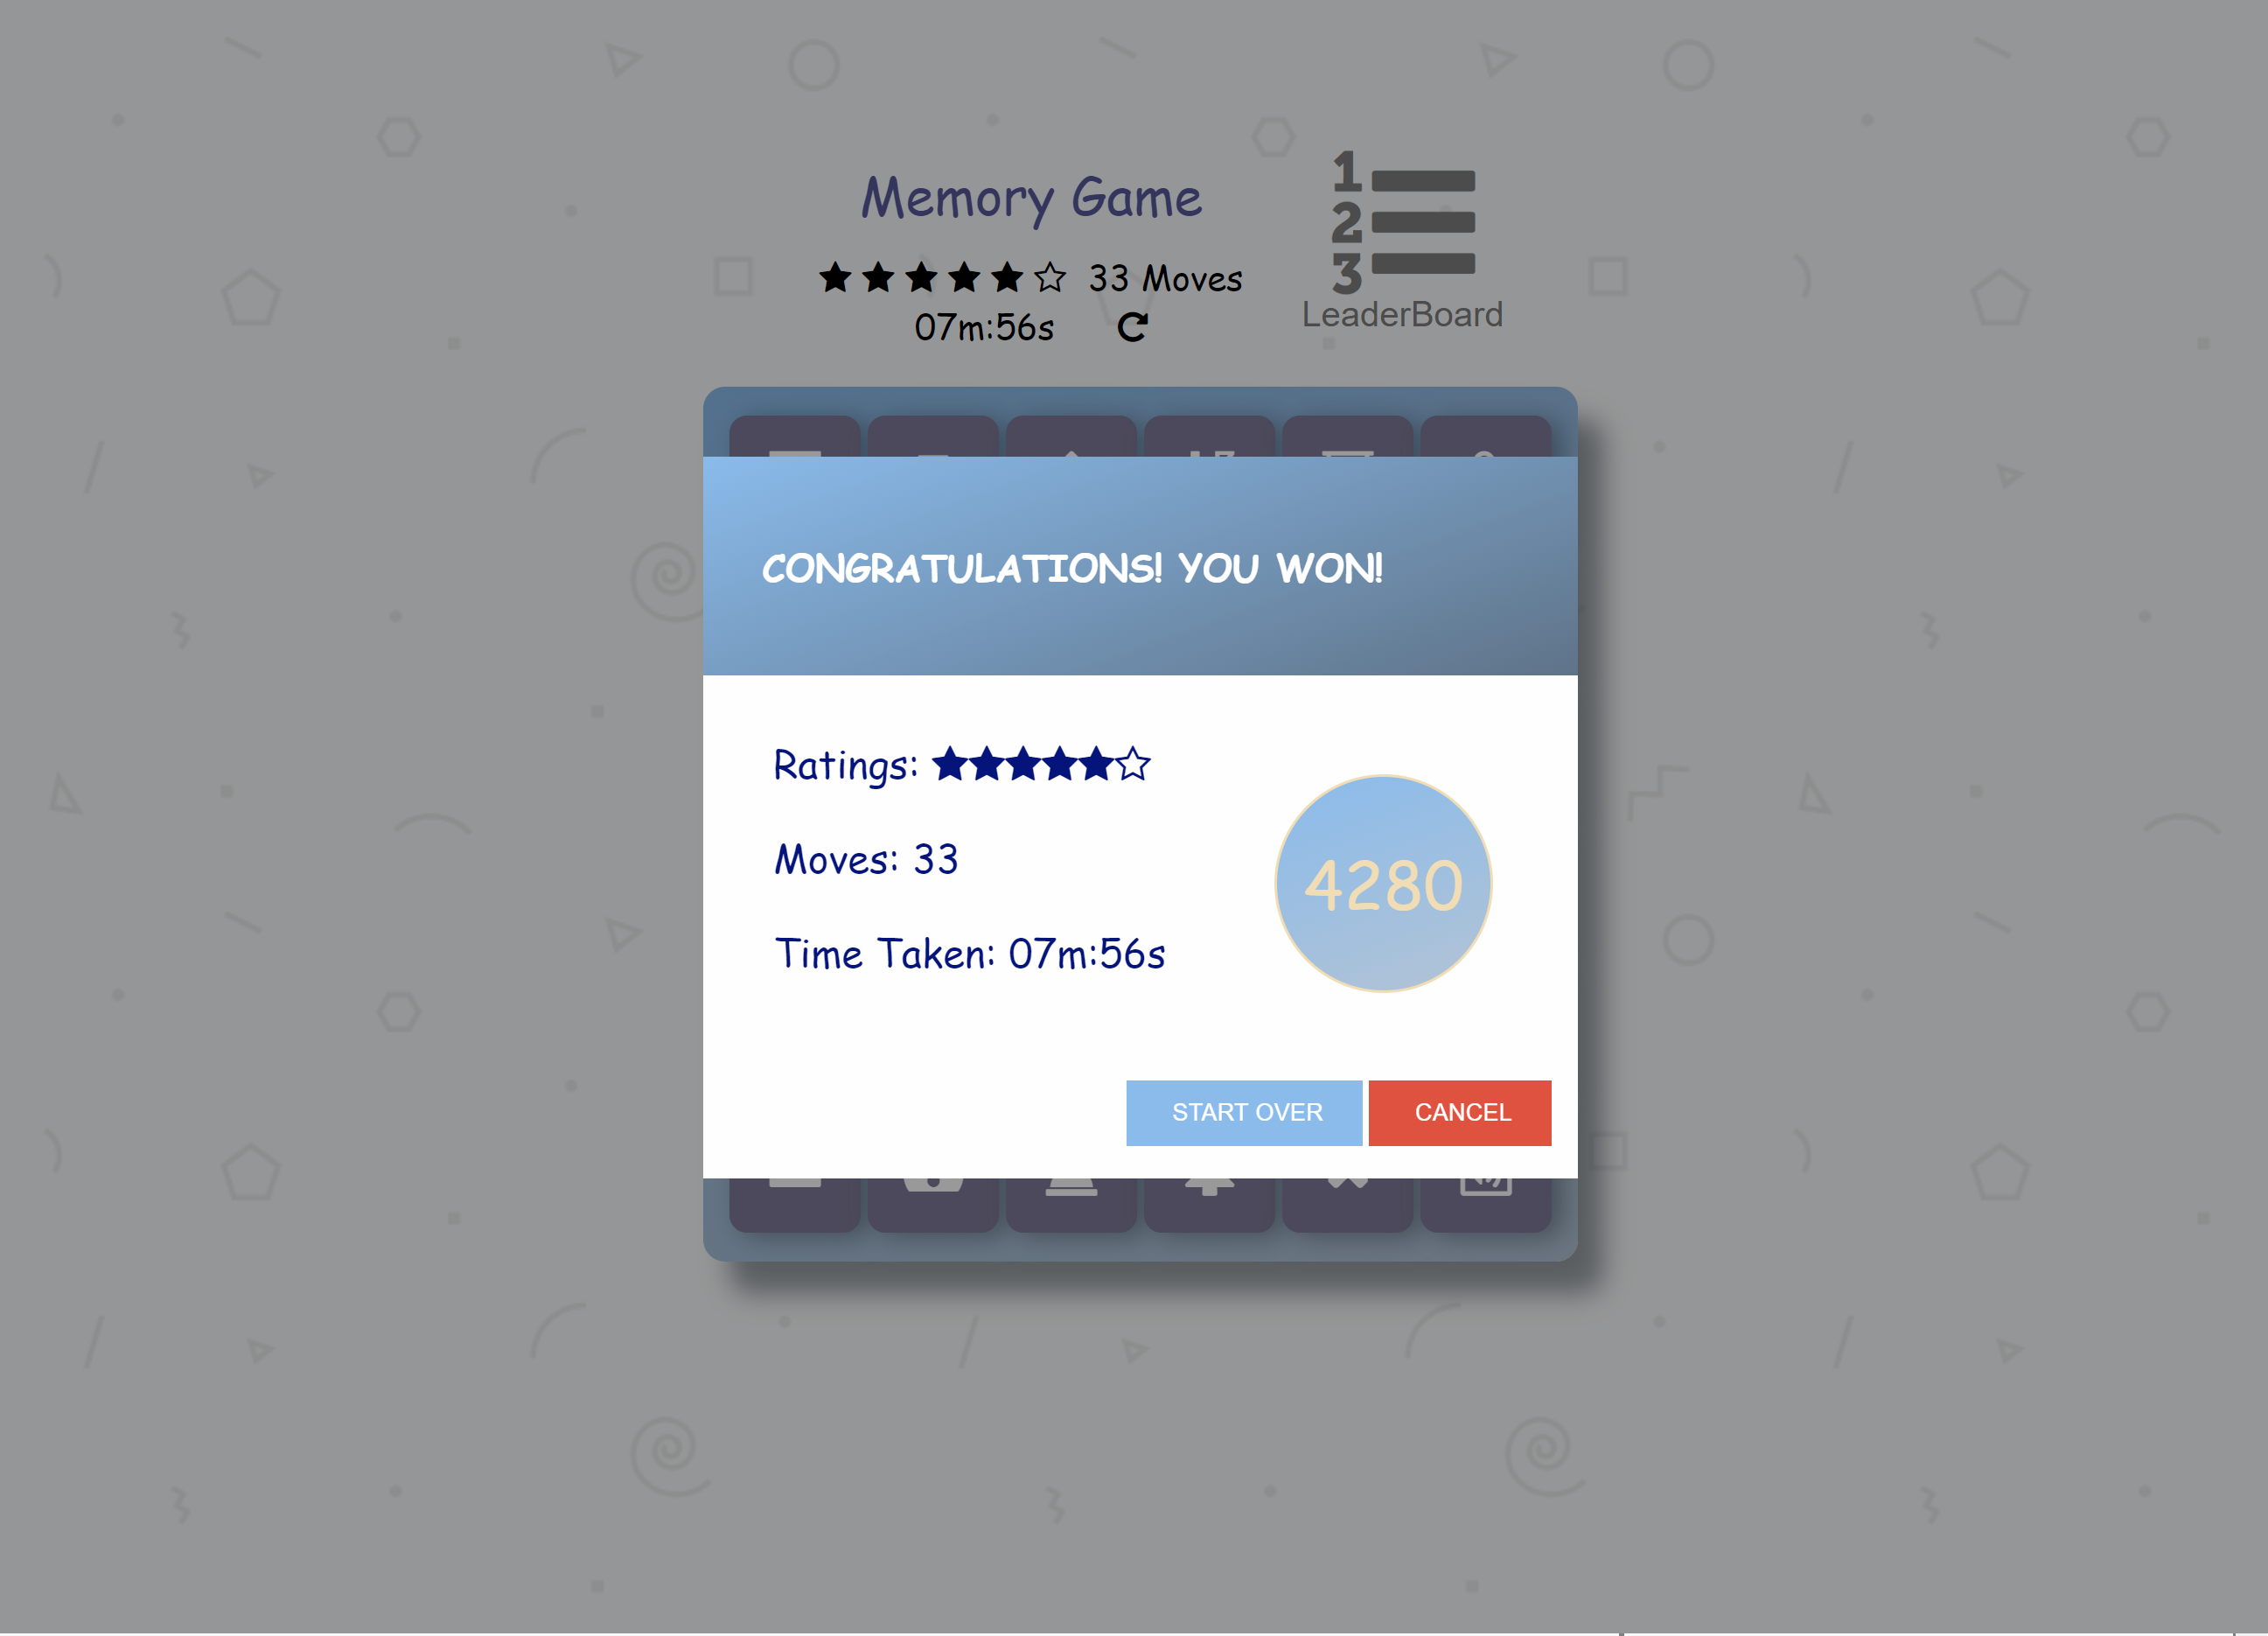 Memory Game
33 Moves
07m:56s
1
2
3
LeaderBoard
CONGRATULATIONS! YOU WON!
Ratings:
Moves: 33
Time Taken: 07m:56s
4280
START OVER
CANCEL